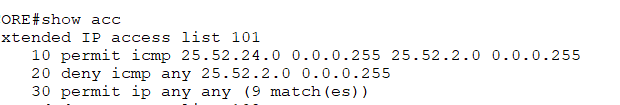 ORE#show acc
xtended IP access list 101
10 permit icmp 25.52.24.0 0.0.0.255 25.52.2.0 0.0.0.255
20 deny icmp any 25.52.2.0 0.0.0.255
30 permit ip any any (9 match(es))